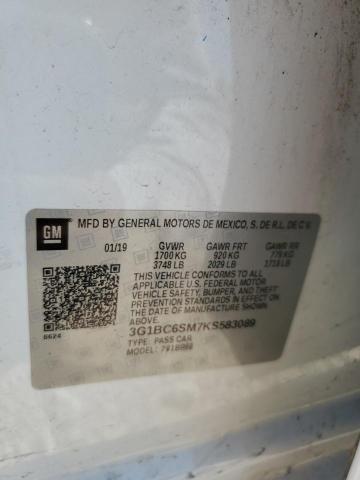 GM
MFD BY GENERAL MOTORS DE MEXICO, S. DE R.L. DE C V.
01/19 GVWR GAWR FRT GAWR RR
1700 KG 920 KG 779 KG
3748 LB 2029 LB 1718 LB
THIS VEHICLE CONFORMS TO ALL
APPLICABLE U.S. FEDERAL MOTOR
VEHICLE SAFETY, BUMPER, AND THEFT
PREVENTION STANDARDS IN EFFECT ON
THE DATE OF MANUFACTURE SHOWN
ABOVE.
3G1BC6SM7KS583089
TYPE: PASS CAR
MODEL:
6624